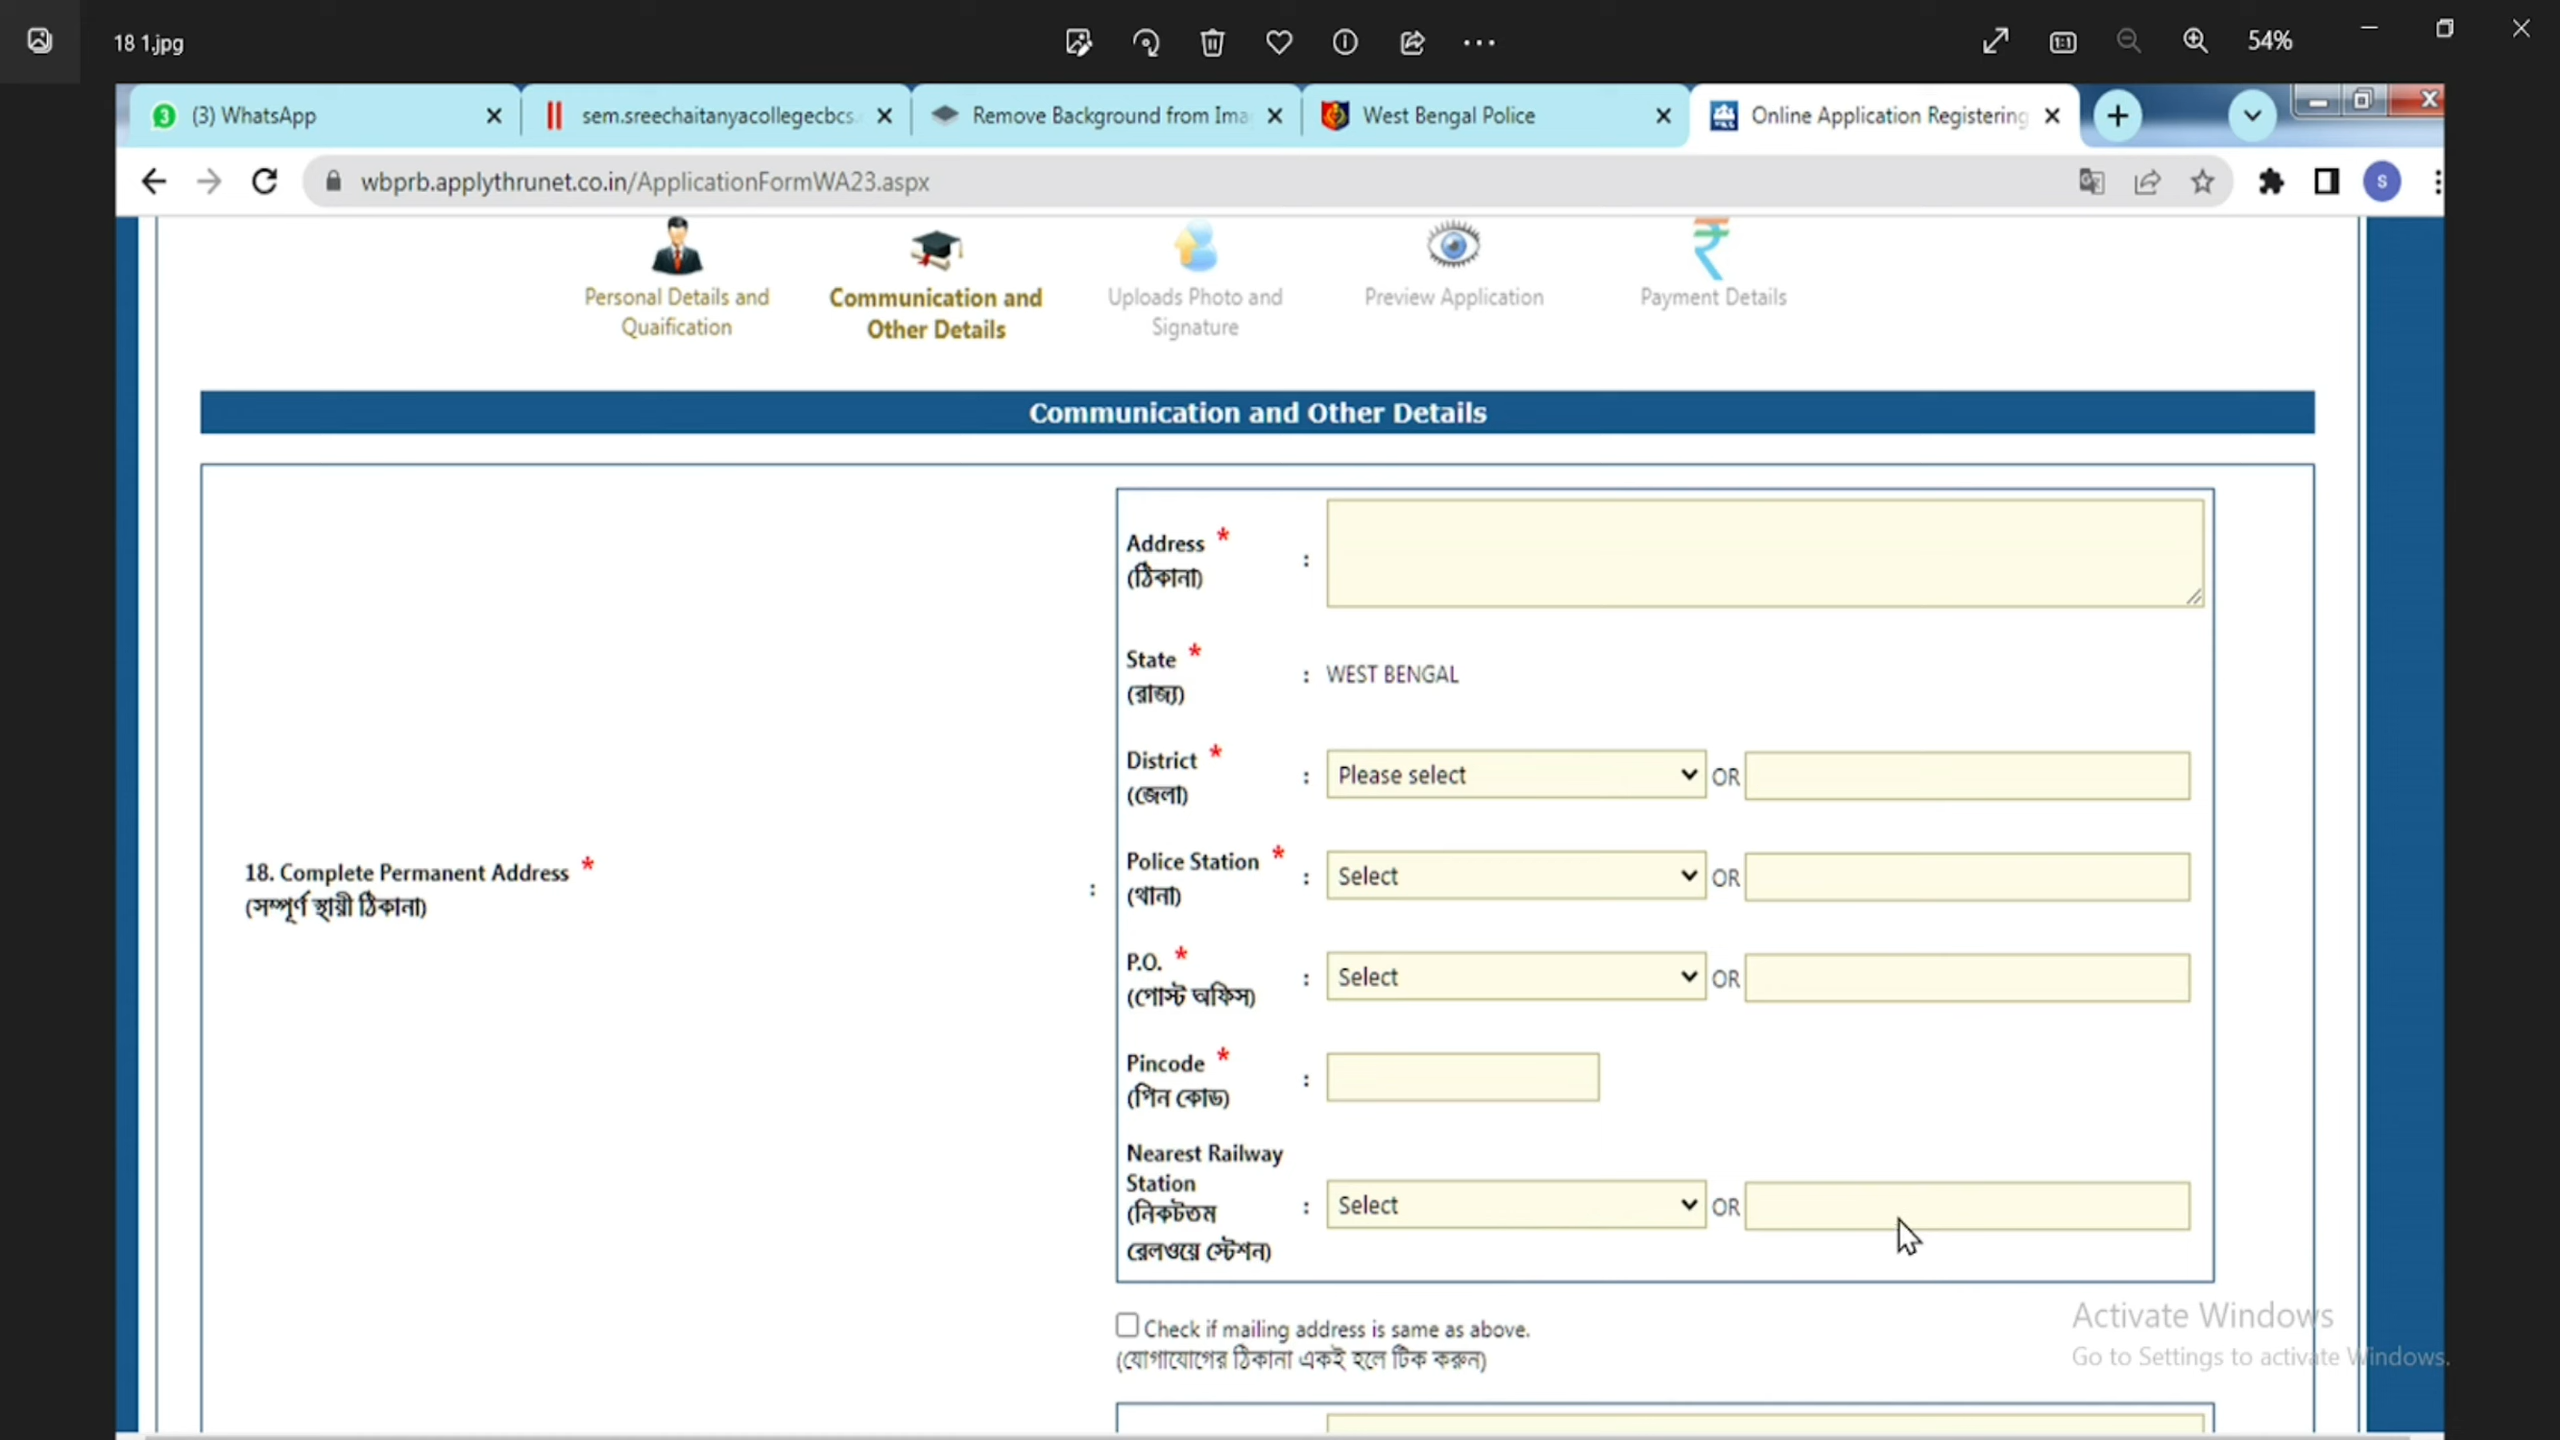 18 1.jpg
54%
(3) WhatsApp
sem.sreechaitanyacollegecbcs.
Remove Background from Ima
West Bengal Police
Online Application Registering
wbprb.applythrunet.co.in/ApplicationFormWA23.aspx
S
Personal Details and
Quaification
Communication and
Other Details
Uploads Photo and
Signature
Preview Application
Payment Details
Communication and Other Details
18. Complete Permanent Address *
(সম্পূর্ণ স্থায়ী ঠিকানা)
:
Address * :
(ঠিকানা)
State * : WEST BENGAL
(রাজ্য)
District * : Please select OR
(জেলা)
Police Station * : Select OR
(থানা)
P.O. * : Select OR
(পোস্ট অফিস)
Pincode * :
(পিন কোড)
Nearest Railway
Station : Select OR
(নিকটতম
রেলওয়ে স্টেশন)
Check if mailing address is same as above.
(যোগাযোগের ঠিকানা একই হলে টিক করুন)
Activate Windows
Go to Settings to activate Windows.